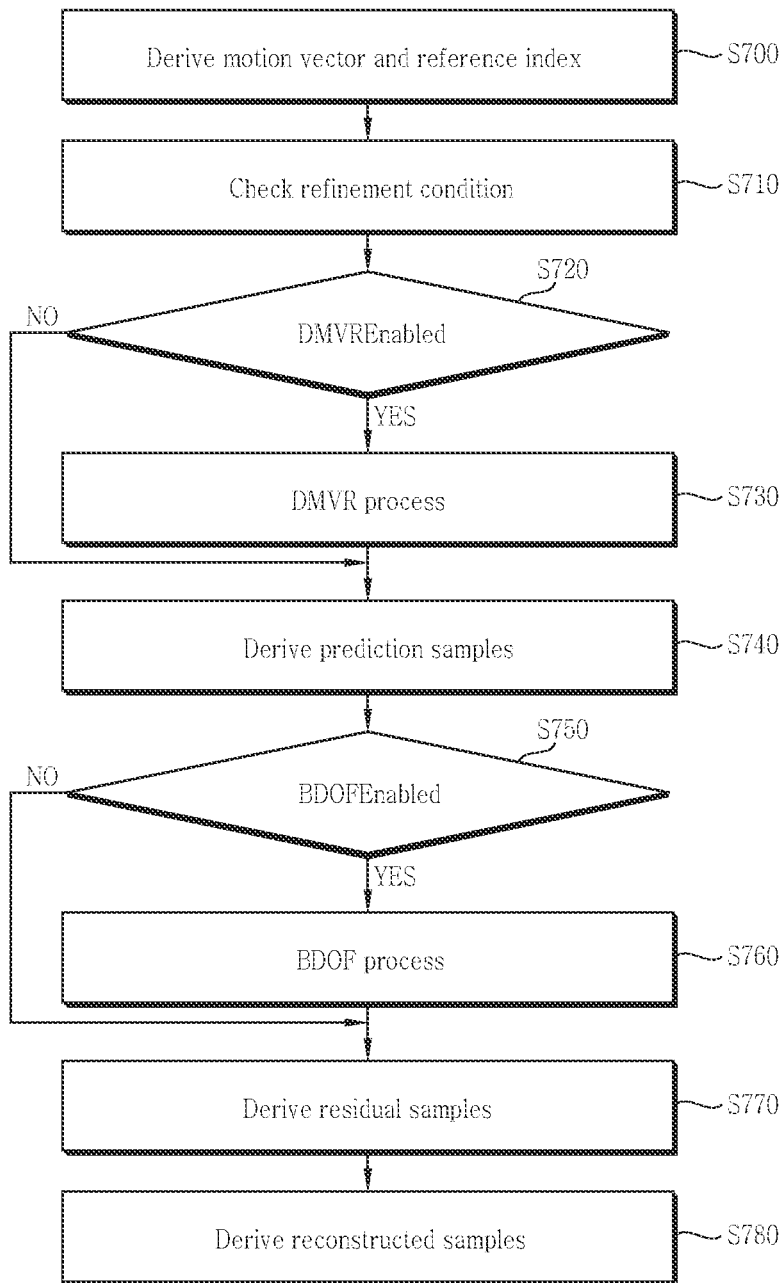 Derive motion vector and reference index
S700
Check refinement condition
S710
S720
NO
DMVREnabled
YES
DMVR process
S730
Derive prediction samples
S740
S750
NO
BDOFEnabled
YES
BDOF process
S760
Derive residual samples
S770
Derive reconstructed samples
S780